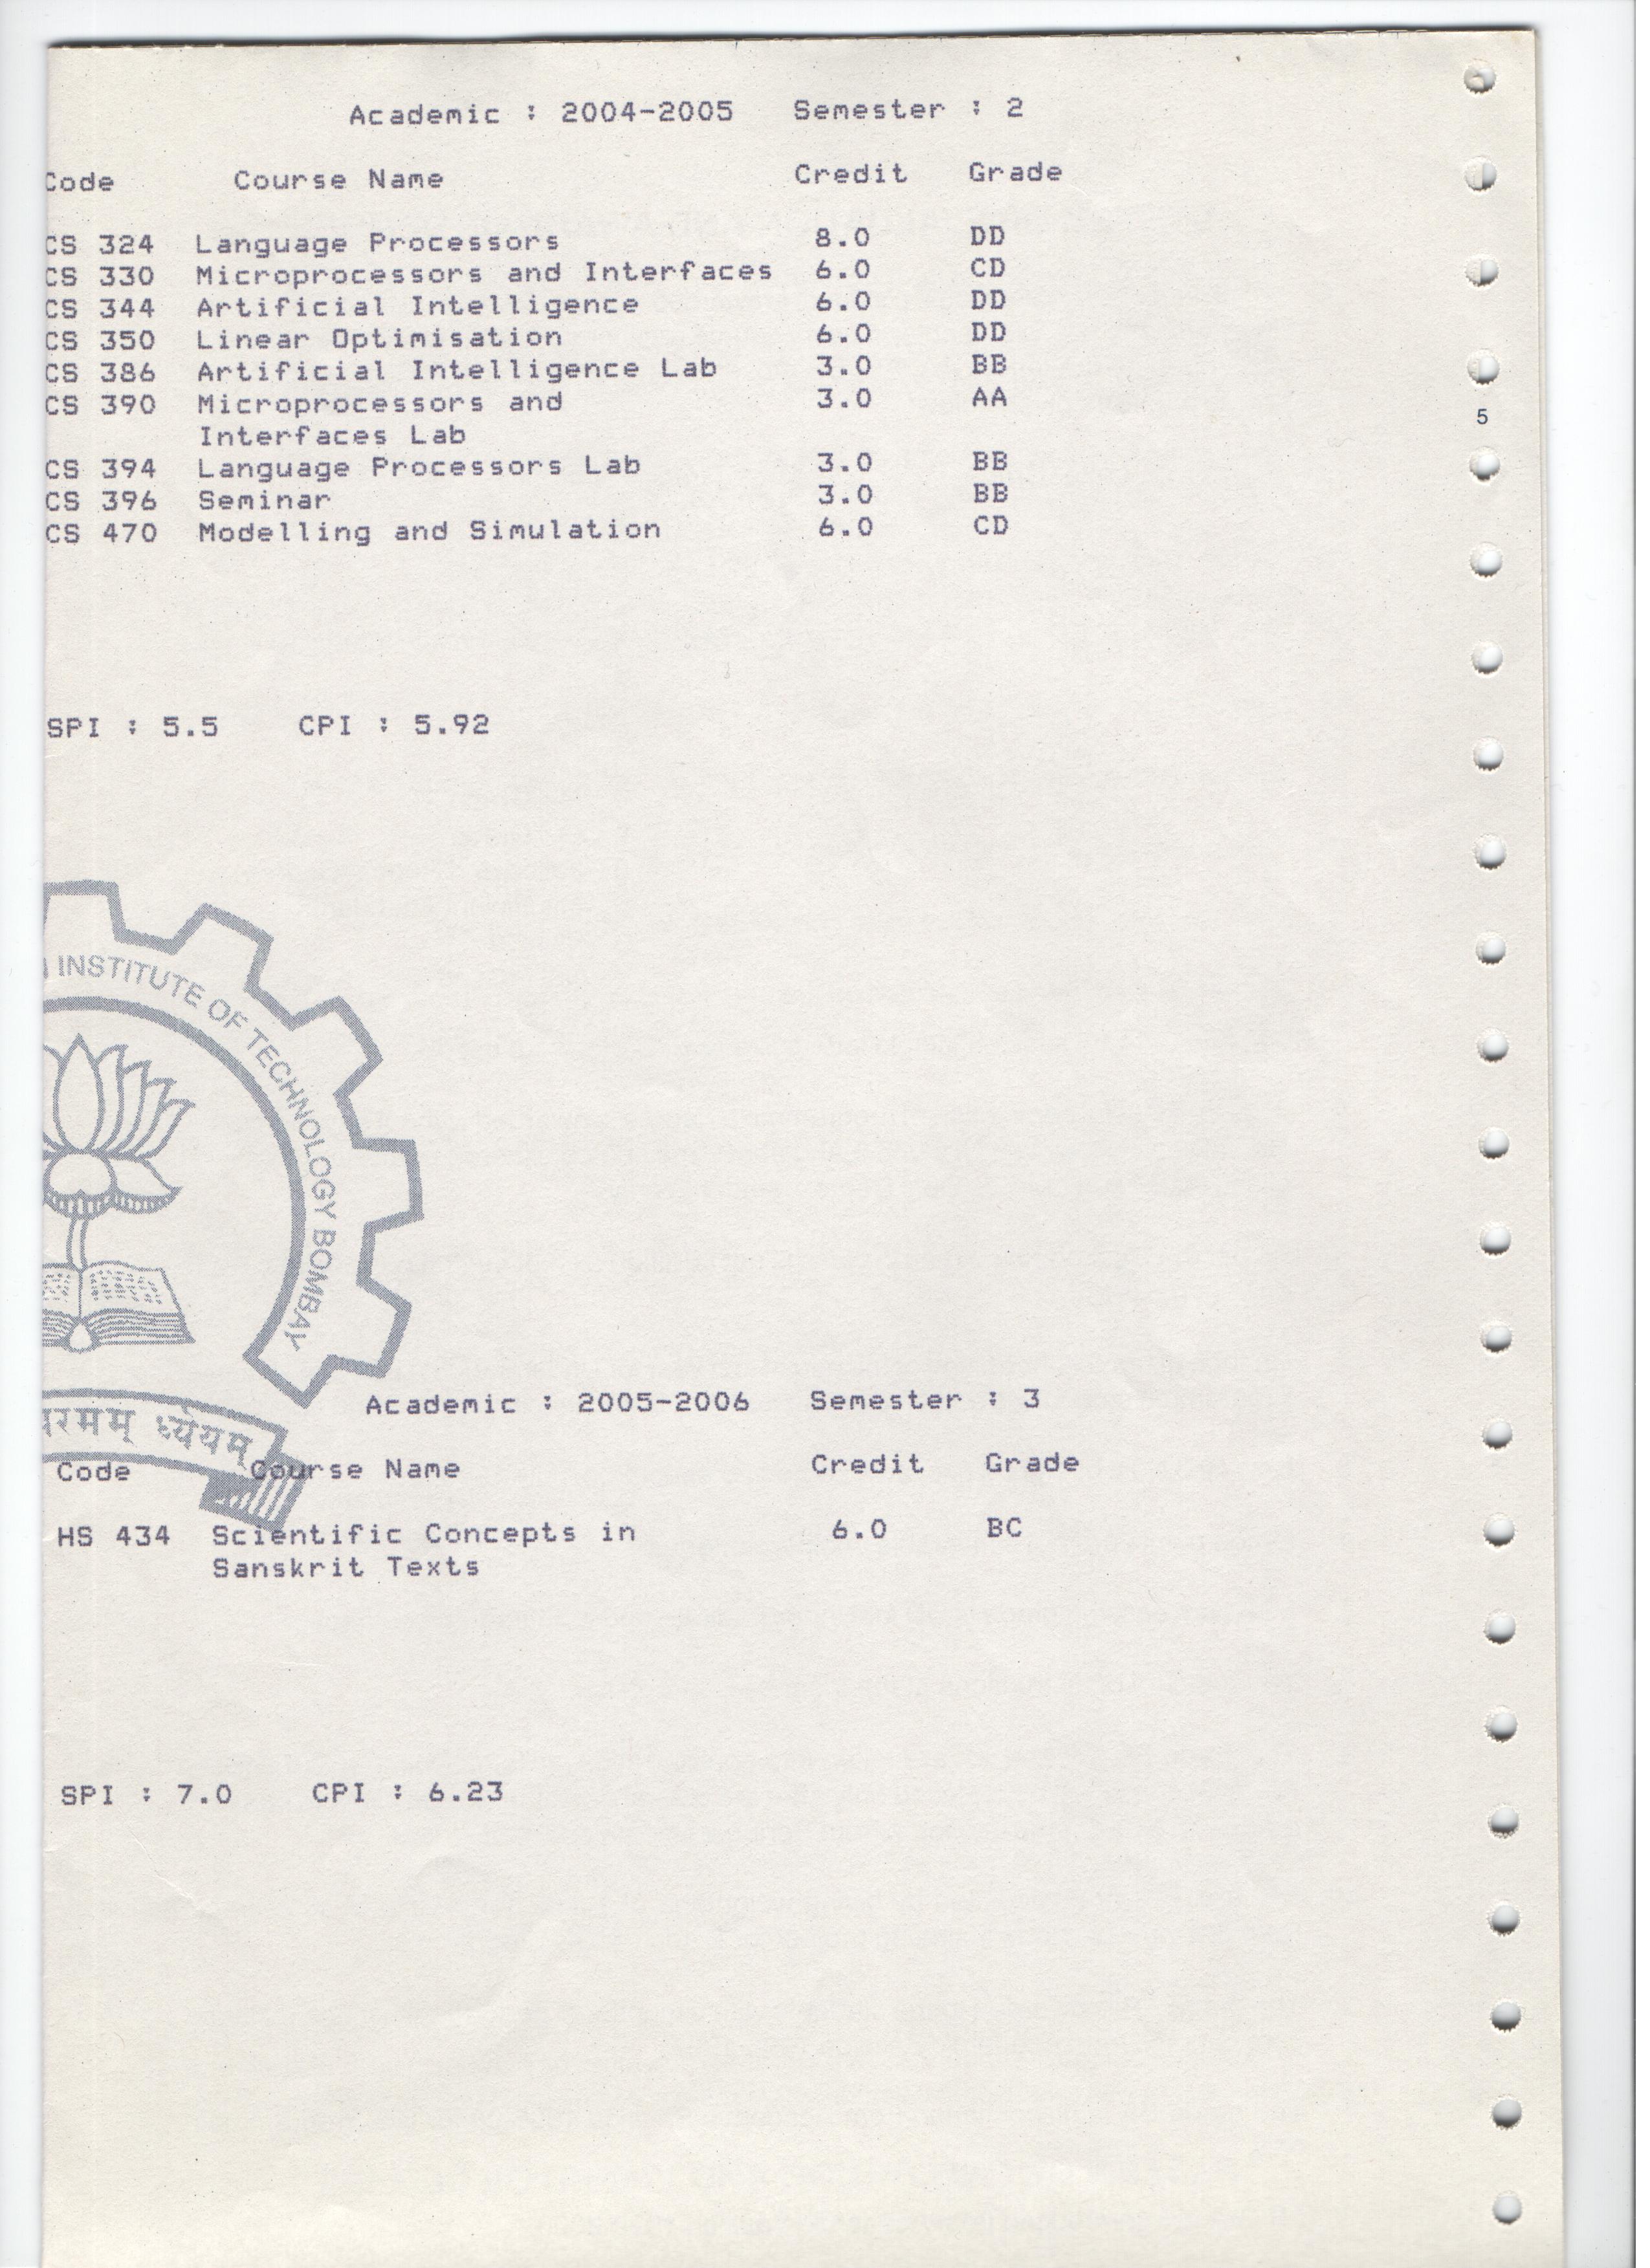 Academic : 2004-2005 Semester : 2
Code Course Name Credit Grade
CS 324 Language Processors 8.0 DD
CS 330 Microprocessors and Interfaces 6.0 CD
CS 344 Artificial Intelligence 6.0 DD
CS 350 Linear Optimisation 6.0 DD
CS 386 Artificial Intelligence Lab 3.0 BB
CS 390 Microprocessors and 3.0 AA
Interfaces Lab
5
CS 394 Language Processors Lab 3.0 BB
CS 396 Seminar 3.0 BB
CS 470 Modelling and Simulation 6.0 CD
SPI : 5.5 CPI : 5.92
INSTITUTE OF TECHNOLOGY BOMBAY
Academic : 2005-2006 Semester : 3
ध्येयम्
Code Course Name Credit Grade
HS 434 Scientific Concepts in 6.0 BC
Sanskrit Texts
SPI : 7.0 CPI : 6.23